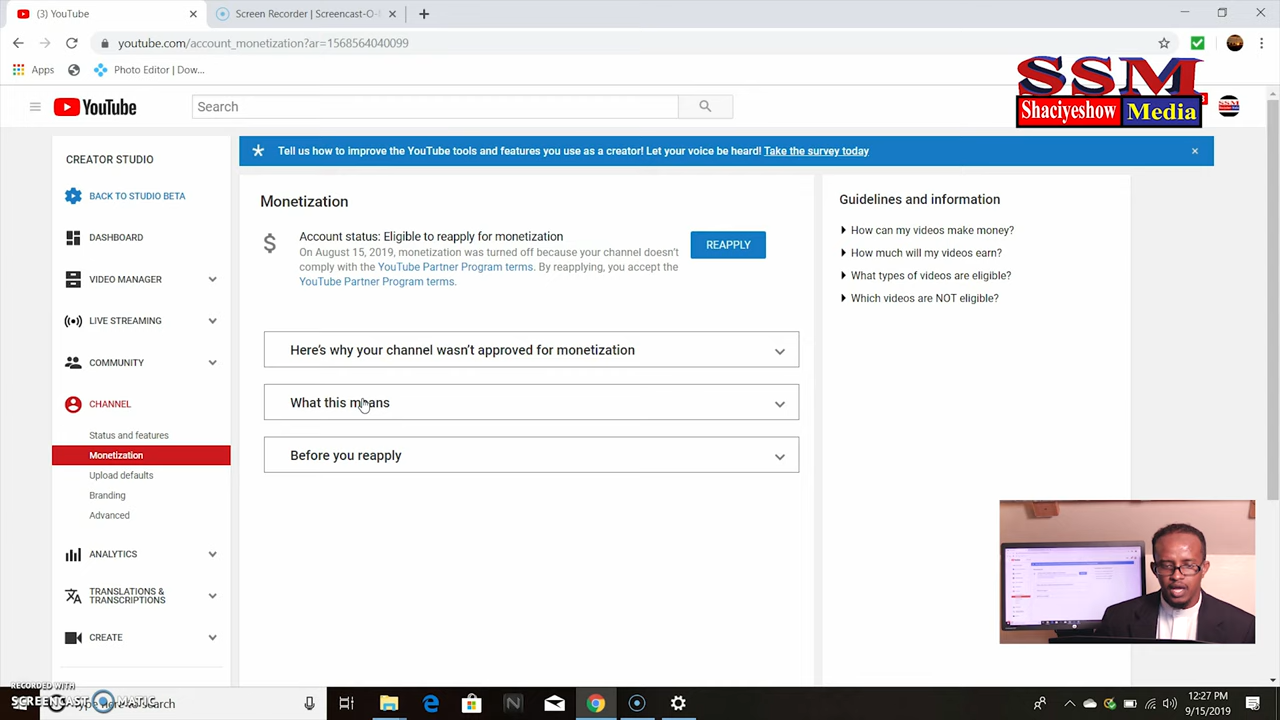 (3) YouTube
Screen Recorder | Screencast-O-
youtube.com/account_monetization?ar=1568564040099
Apps
Photo Editor | Dow...
SSM
Shaciyeshow Media
YouTube
Search
SSM
CREATOR STUDIO
BACK TO STUDIO BETA
DASHBOARD
VIDEO MANAGER
LIVE STREAMING
COMMUNITY
CHANNEL
Status and features
Monetization
Upload defaults
Branding
Advanced
ANALYTICS
TRANSLATIONS &
TRANSCRIPTIONS
CREATE
Tell us how to improve the YouTube tools and features you use as a creator! Let your voice be heard! Take the survey today
Monetization
Account status: Eligible to reapply for monetization
On August 15, 2019, monetization was turned off because your channel doesn't
comply with the YouTube Partner Program terms. By reapplying, you accept the
YouTube Partner Program terms.
REAPPLY
Here's why your channel wasn't approved for monetization
What this means
Before you reapply
Guidelines and information
How can my videos make money?
How much will my videos earn?
What types of videos are eligible?
Which videos are NOT eligible?
RECORDED WITH
SCREENCAST MATIC
here to search
12:27 PM
9/15/2019